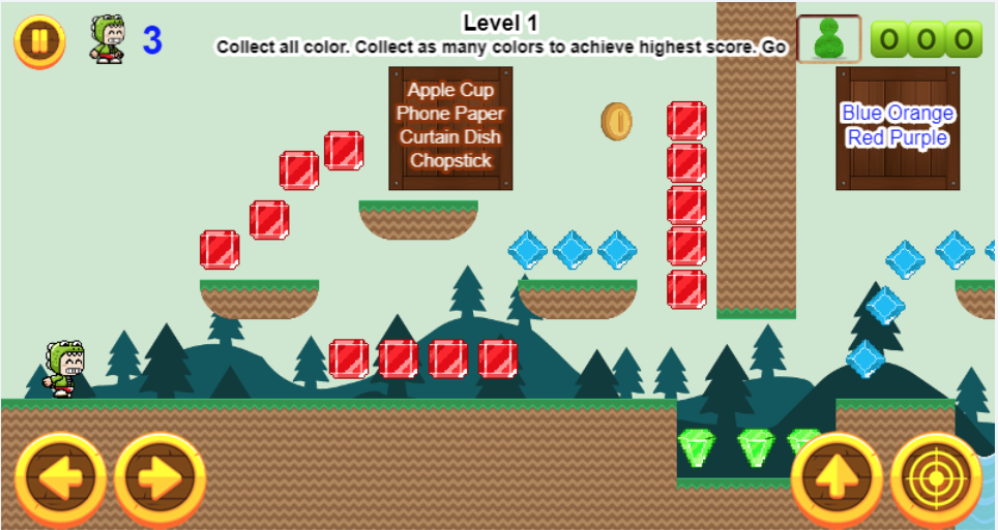 Level 1
3
Collect all color. Collect as many colors to achieve highest score. Go
000
Apple Cup
Phone Paper
Curtain Dish
Chopstick
Blue Orange
Red Purple